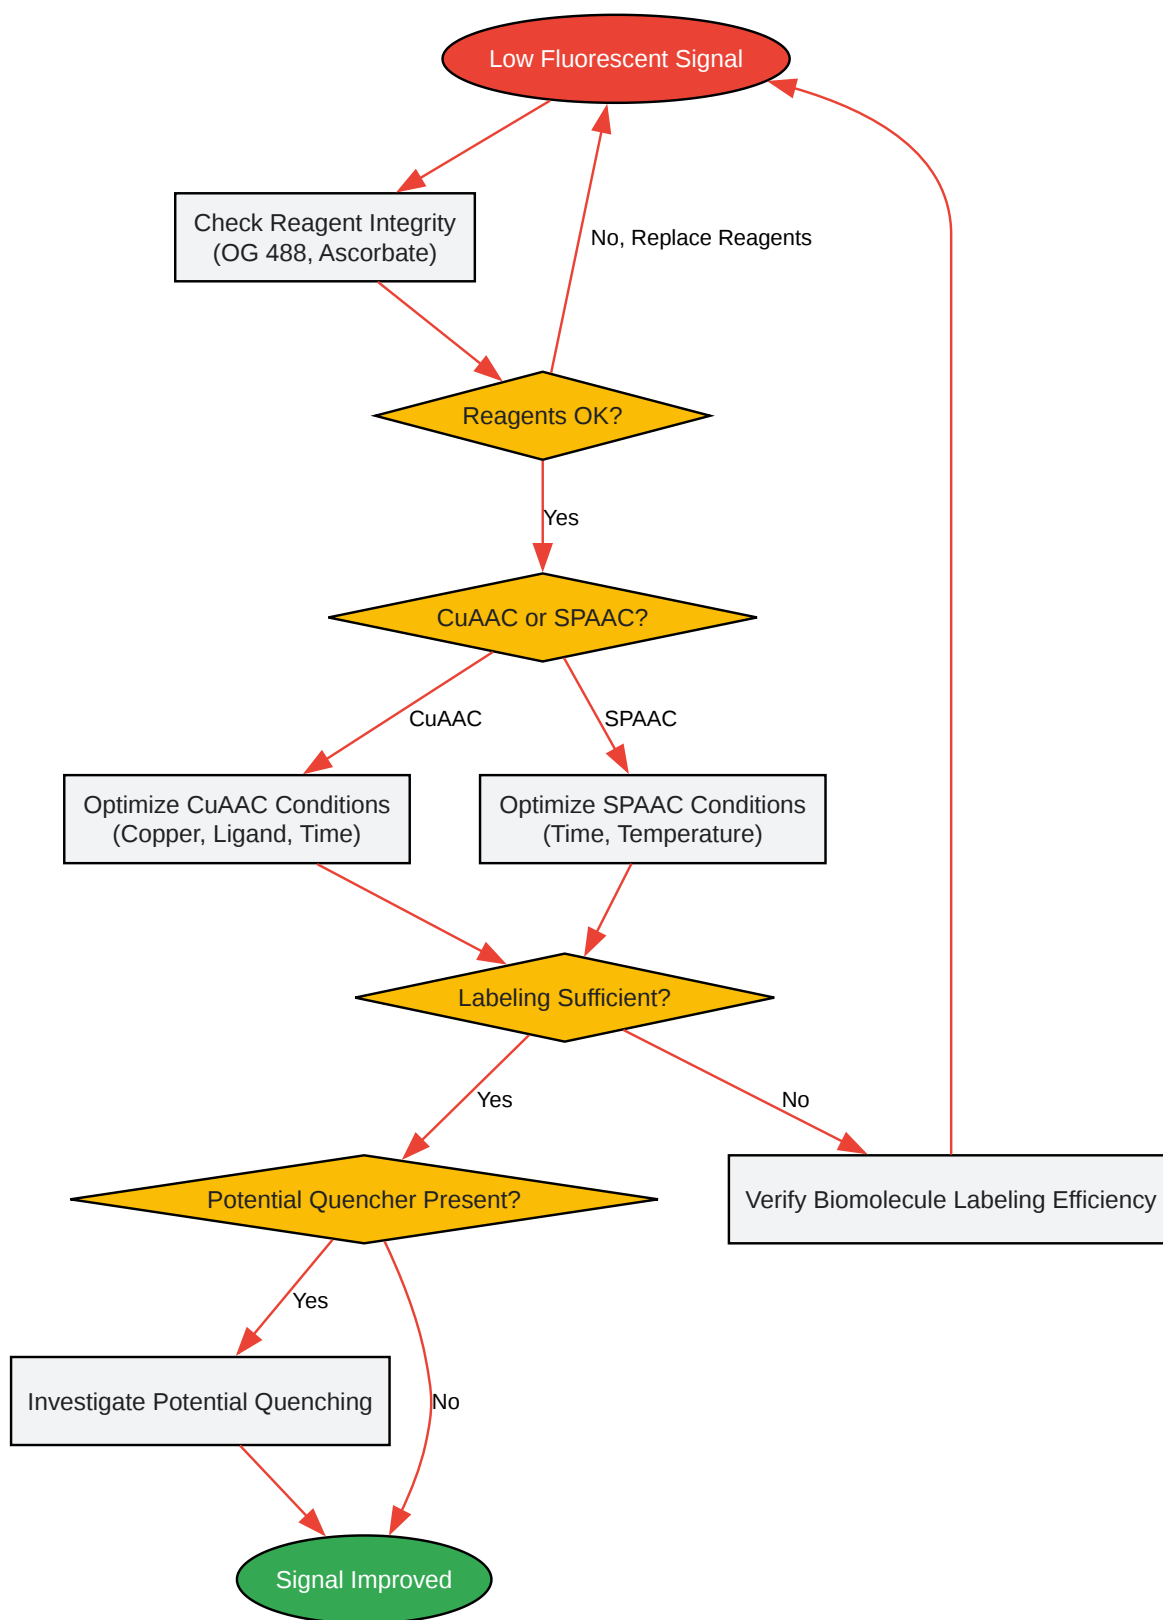 Low Fluorescent Signal
Check Reagent Integrity
(OG 488, Ascorbate)
No, Replace Reagents
Reagents OK?
Yes
CuAAC or SPAAC?
CuAAC
SPAAC
Optimize CuAAC Conditions
(Copper, Ligand, Time)
Optimize SPAAC Conditions
(Time, Temperature)
Labeling Sufficient?
Yes
No
Potential Quencher Present?
Verify Biomolecule Labeling Efficiency
Yes
Investigate Potential Quenching
No
Signal Improved